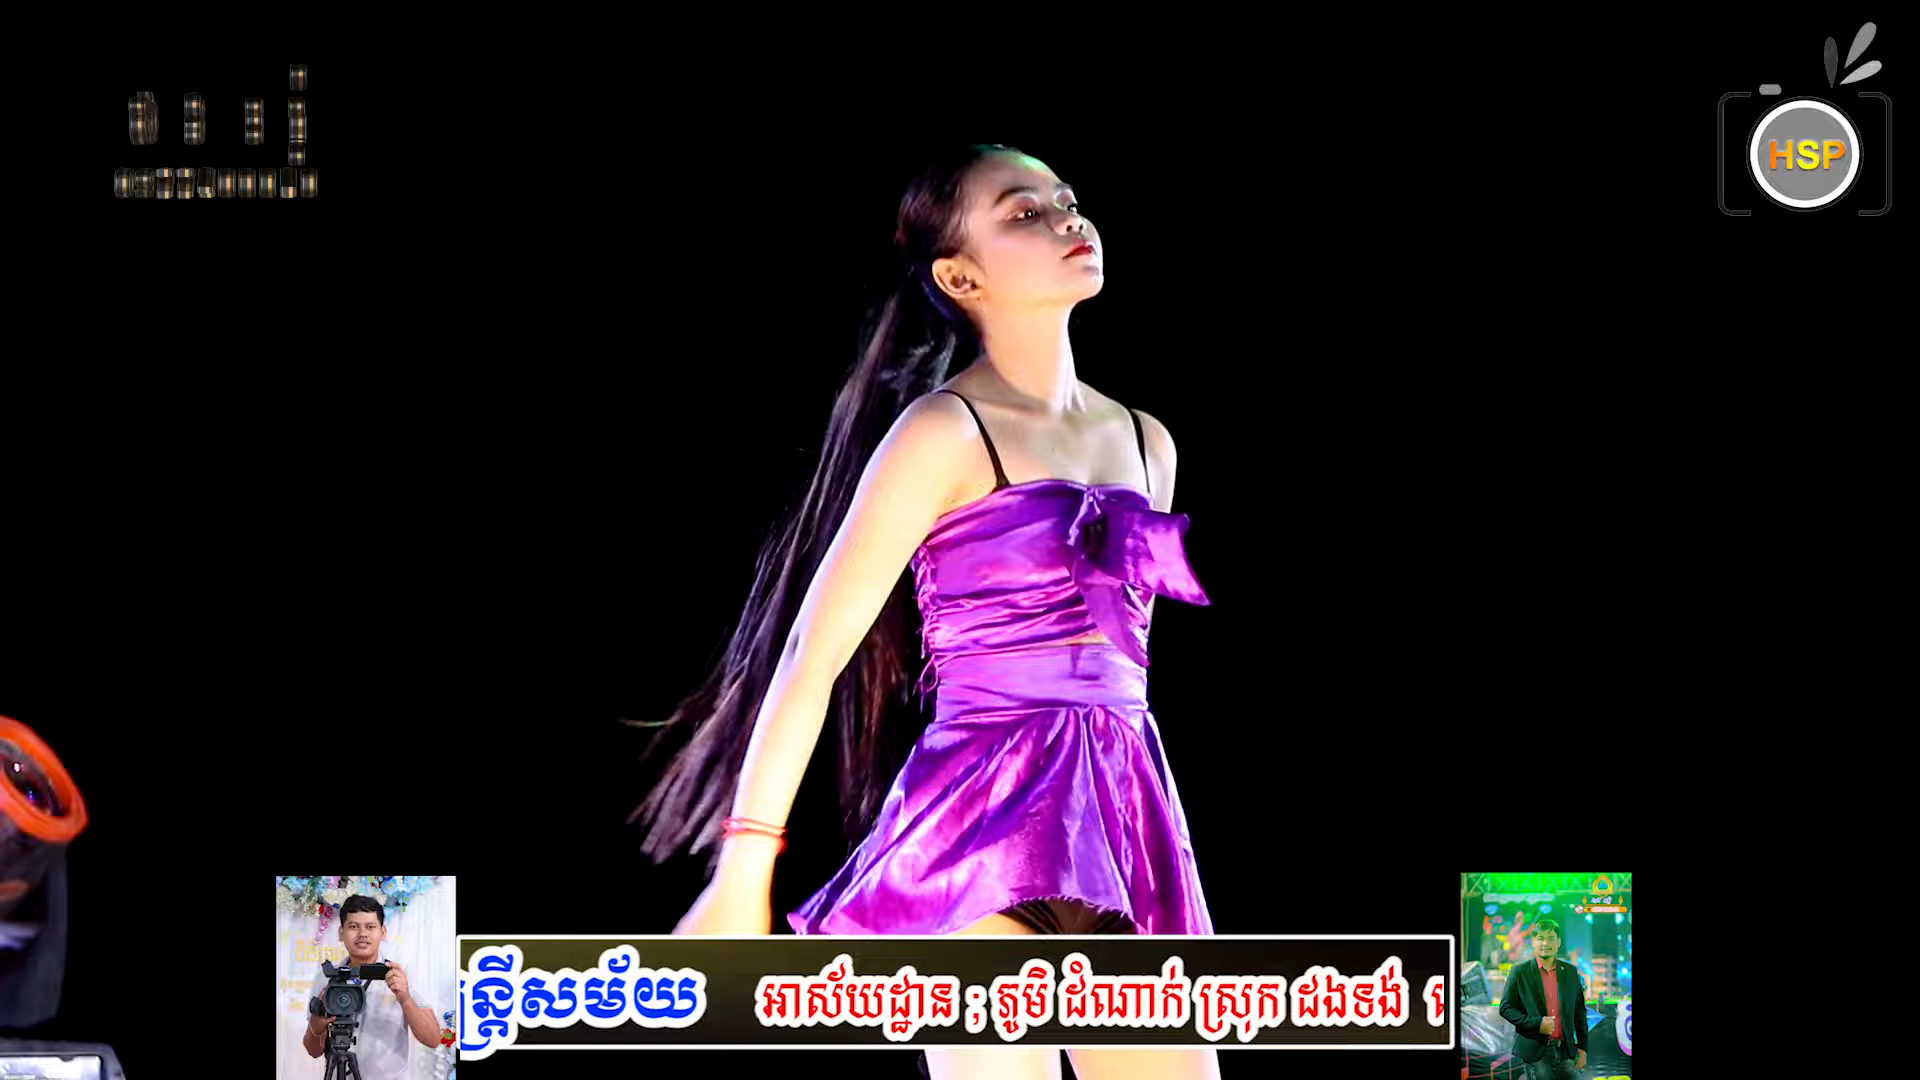 HSP
ន្ត្រីសម័យ អាស័យដ្ឋាន ; ភូមិ ដំណាក់ ស្រុក ដងទង់